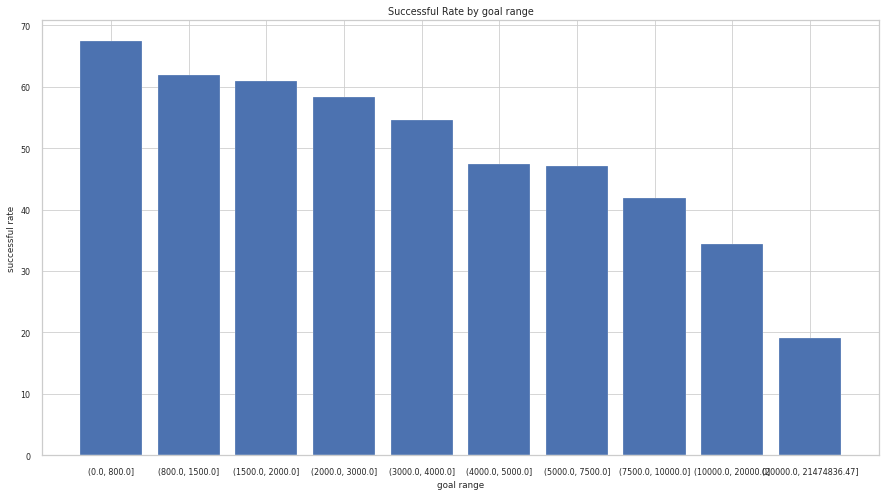 Successful Rate by goal range
successful rate
70
60
50
40
30
20
10
0
(0.0, 800.0] (800.0, 1500.0] (1500.0, 2000.0] (2000.0, 3000.0] (3000.0, 4000.0] (4000.0, 5000.0] (5000.0, 7500.0] (7500.0, 10000.0] (10000.0, 20000.0] (20000.0, 21474836.47]
goal range